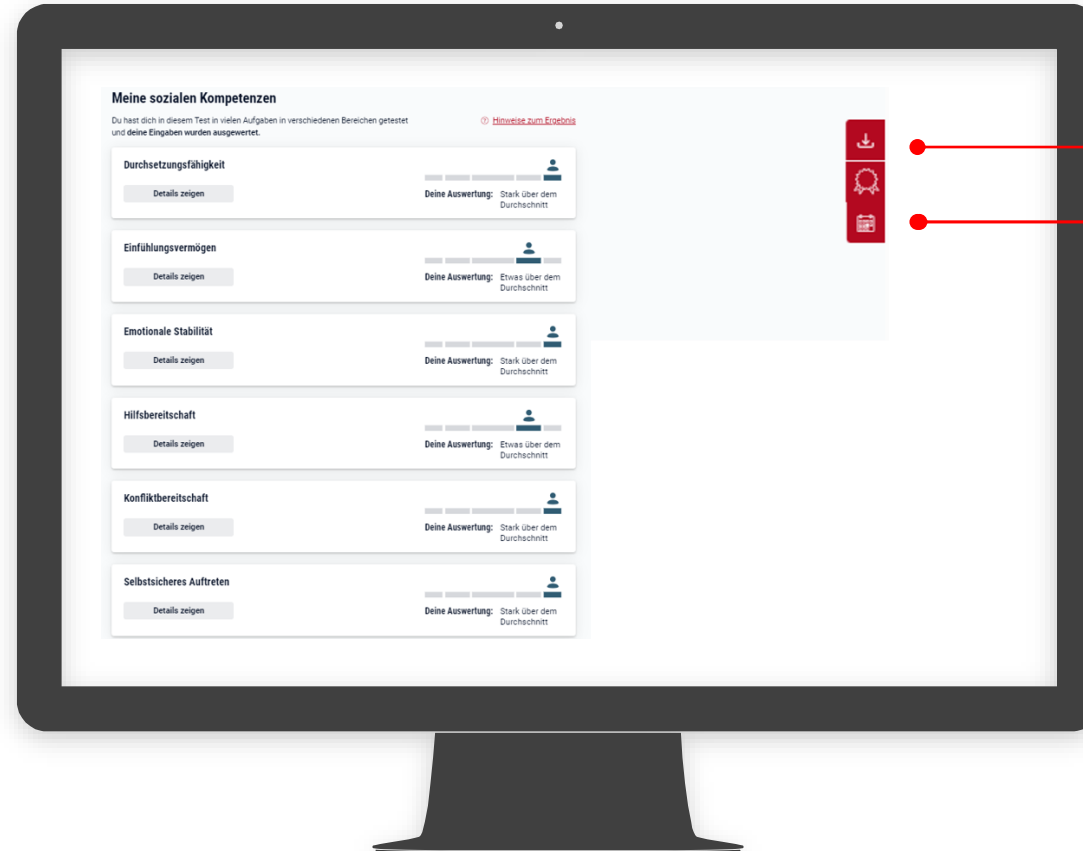 Meine sozialen Kompetenzen
Du hast dich in diesem Test in vielen Aufgaben in verschiedenen Bereichen getestet
und deine Eingaben wurden ausgewertet.
Hinweise zum Ergebnis
Durchsetzungsfähigkeit
Details zeigen
Deine Auswertung: Stark über dem
Durchschnitt
Einfühlungsvermögen
Details zeigen
Deine Auswertung: Etwas über dem
Durchschnitt
Emotionale Stabilität
Details zeigen
Deine Auswertung: Stark über dem
Durchschnitt
Hilfsbereitschaft
Details zeigen
Deine Auswertung: Etwas über dem
Durchschnitt
Konfliktbereitschaft
Details zeigen
Deine Auswertung: Stark über dem
Durchschnitt
Selbstsicheres Auftreten
Details zeigen
Deine Auswertung: Stark über dem
Durchschnitt